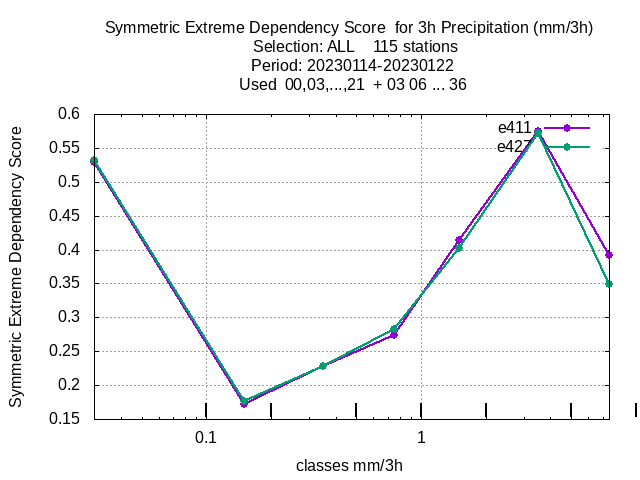 Symmetric Extreme Dependency Score  for 3h Precipitation (mm/3h)
Selection: ALL    115 stations
Period: 20230114-20230122
Used  00,03,...,21  + 03 06 ... 36
0.6
0.55
0.5
0.45
0.4
0.35
0.3
0.25
0.2
0.15
Symmetric Extreme Dependency Score
e411
e427
0.1
1
classes mm/3h